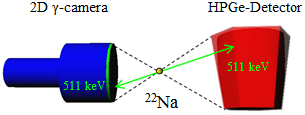 2D γ-camera
HPGe-Detector
511 keV
511 keV
²²Na